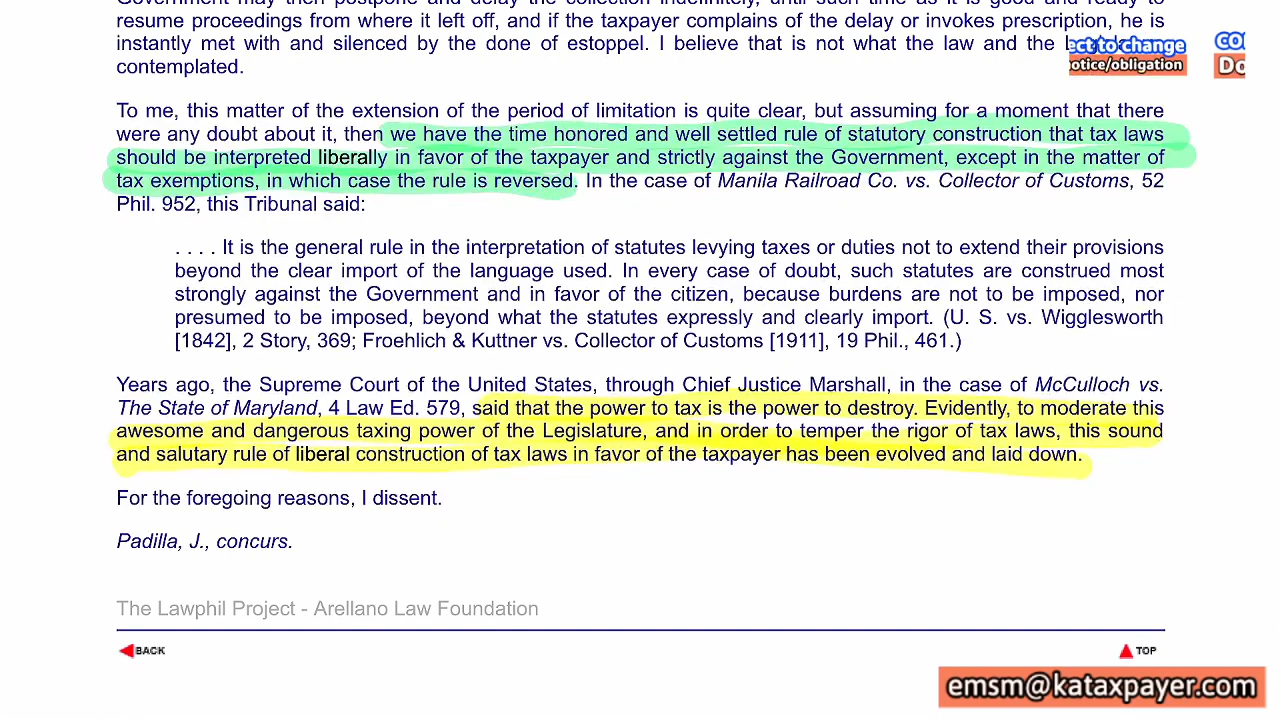 Government may then postpone and delay the collection indefinitely, until such time as it is good and ready to
resume proceedings from where it left off, and if the taxpayer complains of the delay or invokes prescription, he is
instantly met with and silenced by the done of estoppel. I believe that is not what the law and the
contemplated.
ect to change
notice/obligation
CO
Do
To me, this matter of the extension of the period of limitation is quite clear, but assuming for a moment that there
were any doubt about it, then we have the time honored and well settled rule of statutory construction that tax laws
should be interpreted liberally in favor of the taxpayer and strictly against the Government, except in the matter of
tax exemptions, in which case the rule is reversed. In the case of Manila Railroad Co. vs. Collector of Customs, 52
Phil. 952, this Tribunal said:
. . . . It is the general rule in the interpretation of statutes levying taxes or duties not to extend their provisions
beyond the clear import of the language used. In every case of doubt, such statutes are construed most
strongly against the Government and in favor of the citizen, because burdens are not to be imposed, nor
presumed to be imposed, beyond what the statutes expressly and clearly import. (U. S. vs. Wigglesworth
[1842], 2 Story, 369; Froehlich & Kuttner vs. Collector of Customs [1911], 19 Phil., 461.)
Years ago, the Supreme Court of the United States, through Chief Justice Marshall, in the case of McCulloch vs.
The State of Maryland, 4 Law Ed. 579, said that the power to tax is the power to destroy. Evidently, to moderate this
awesome and dangerous taxing power of the Legislature, and in order to temper the rigor of tax laws, this sound
and salutary rule of liberal construction of tax laws in favor of the taxpayer has been evolved and laid down.
For the foregoing reasons, I dissent.
Padilla, J., concurs.
The Lawphil Project - Arellano Law Foundation
BACK
TOP
emsm@kataxpayer.com